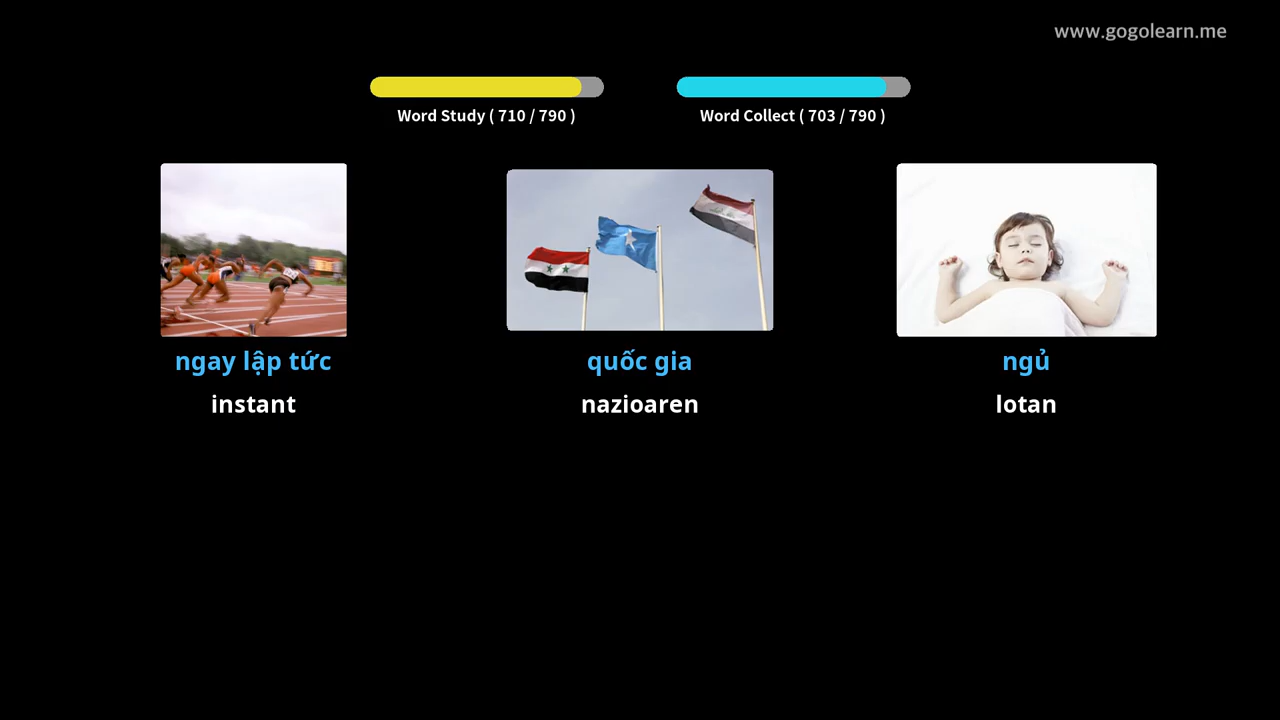 www.gogolearn.me
Word Study ( 710 / 790 )
Word Collect ( 703 / 790 )
ngay lập tức
quốc gia
ngủ
instant
nazioaren
lotan